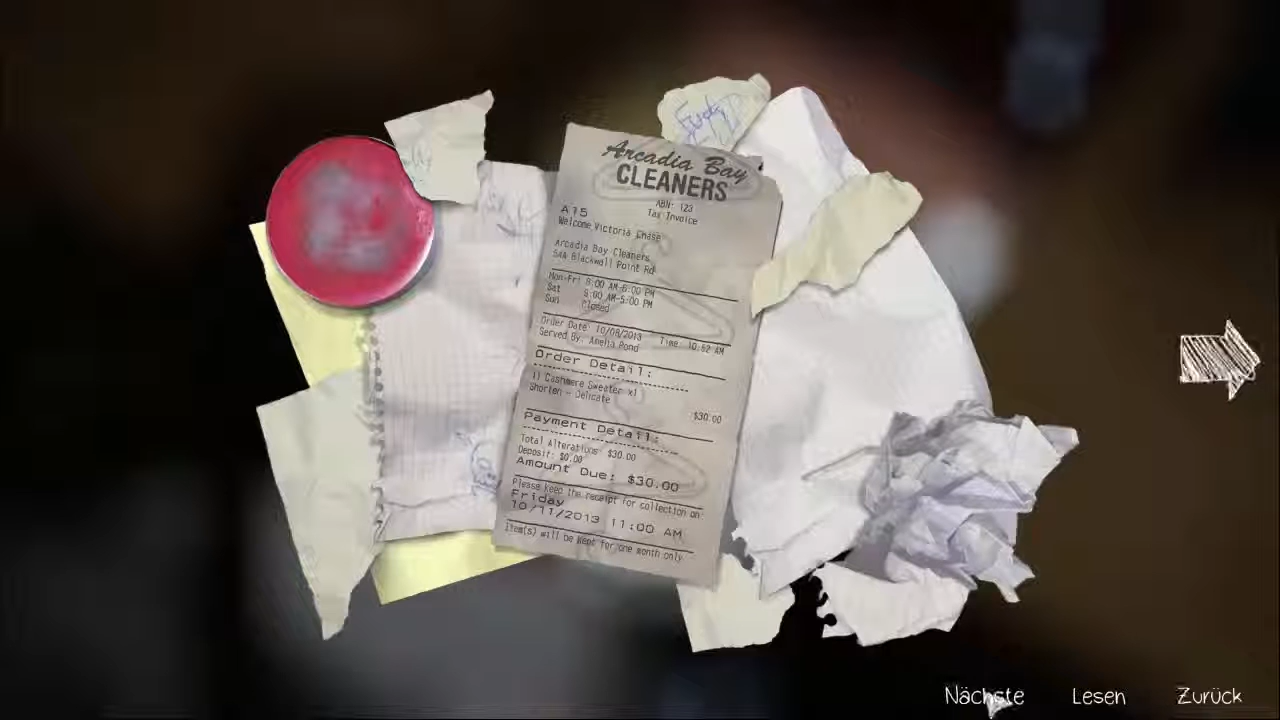 Arcadia Bay
CLEANERS
ABN: 123
Tax Invoice
A75
Welcome Victoria Chase
Arcadia Bay Cleaners
54A Blackwall Point Rd
Mon-Fri 8:00 AM-6:00 PM
Sat 9:00 AM-5:00 PM
Sun Closed
Order Date: 10/08/2013 Time: 10:52 AM
Served By: Amelia Pond
Order Detail:
1) Cashmere Sweater x1
Shorten - Delicate
$30.00
Payment Detail:
Total Alterations: $30.00
Deposit: $0.00
Amount Due: $30.00
Please keep the receipt for collection on:
Friday
10/11/2013 11:00 AM
Item(s) will be kept for one month only.
Nächste Lesen Zurück